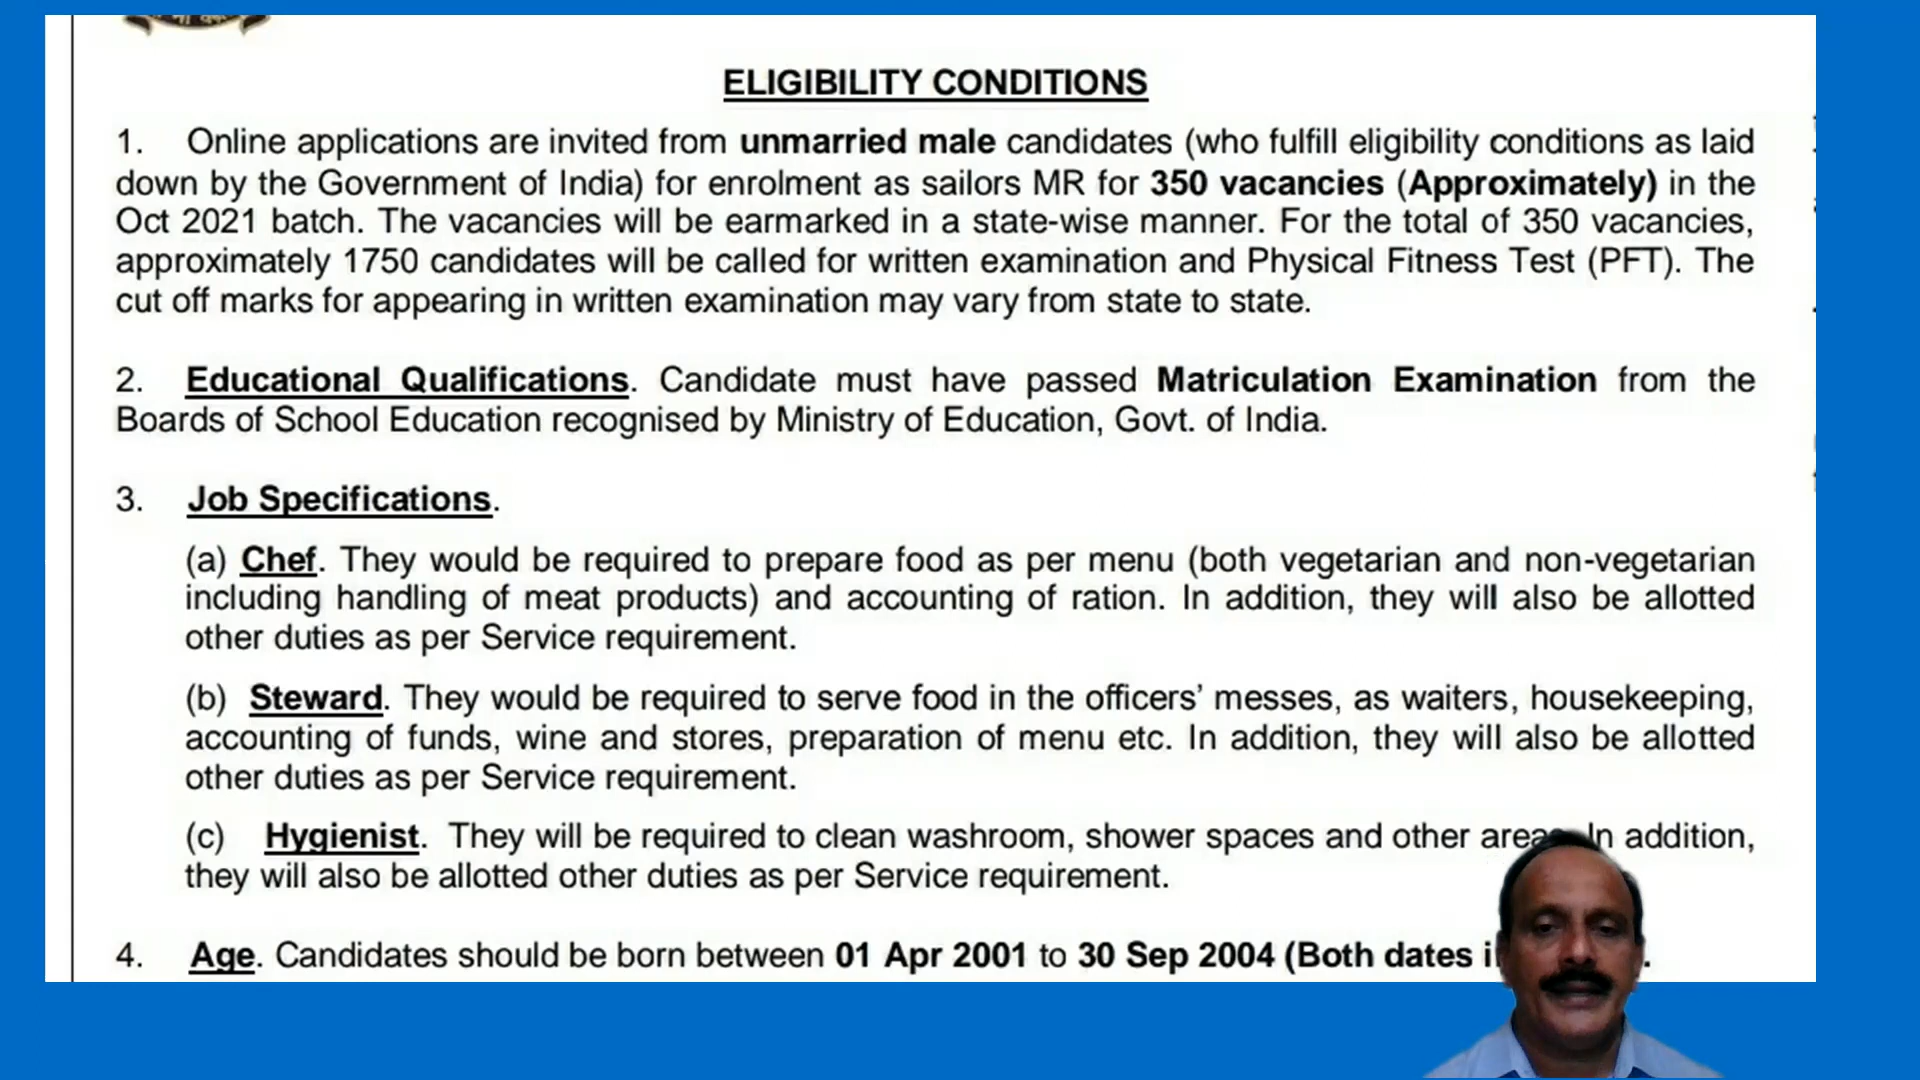 ELIGIBILITY CONDITIONS
1. Online applications are invited from unmarried male candidates (who fulfill eligibility conditions as laid
down by the Government of India) for enrolment as sailors MR for 350 vacancies (Approximately) in the
Oct 2021 batch. The vacancies will be earmarked in a state-wise manner. For the total of 350 vacancies,
approximately 1750 candidates will be called for written examination and Physical Fitness Test (PFT). The
cut off marks for appearing in written examination may vary from state to state.
2. Educational Qualifications. Candidate must have passed Matriculation Examination from the
Boards of School Education recognised by Ministry of Education, Govt. of India.
3. Job Specifications.
(a) Chef. They would be required to prepare food as per menu (both vegetarian and non-vegetarian
including handling of meat products) and accounting of ration. In addition, they will also be allotted
other duties as per Service requirement.
(b) Steward. They would be required to serve food in the officers’ messes, as waiters, housekeeping,
accounting of funds, wine and stores, preparation of menu etc. In addition, they will also be allotted
other duties as per Service requirement.
(c) Hygienist. They will be required to clean washroom, shower spaces and other In addition,
they will also be allotted other duties as per Service requirement.
4. Age. Candidates should be born between 01 Apr 2001 to 30 Sep 2004 (Both dates